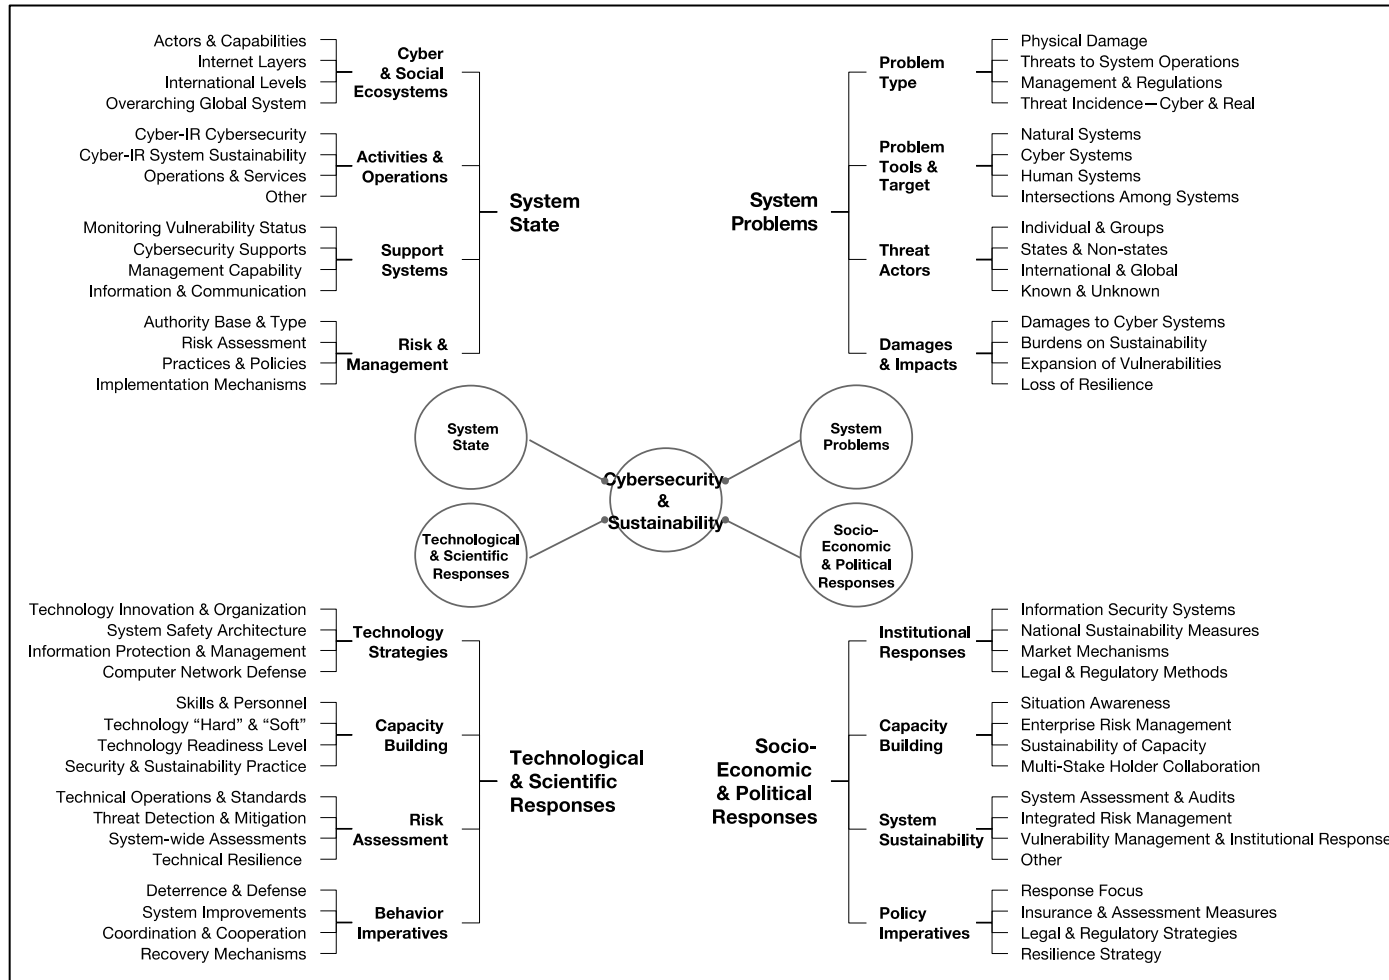 Actors & Capabilities
Internet Layers
International Levels
Overarching Global System
Cyber
& Social
Ecosystems
Cyber-IR Cybersecurity
Cyber-IR System Sustainability
Operations & Services
Other
Activities &
Operations
Monitoring Vulnerability Status
Cybersecurity Supports
Management Capability
Information & Communication
Support
Systems
Authority Base & Type
Risk Assessment
Practices & Policies
Implementation Mechanisms
Risk &
Management
System
State
System
Problems
Problem
Type
Physical Damage
Threats to System Operations
Management & Regulations
Threat Incidence—Cyber & Real
Problem
Tools &
Target
Natural Systems
Cyber Systems
Human Systems
Intersections Among Systems
Threat
Actors
Individual & Groups
States & Non-states
International & Global
Known & Unknown
Damages
& Impacts
Damages to Cyber Systems
Burdens on Sustainability
Expansion of Vulnerabilities
Loss of Resilience
System
State
System
Problems
Cybersecurity
&
Sustainability
Technological
& Scientific
Responses
Socio-
Economic
& Political
Responses
Technology Innovation & Organization
System Safety Architecture
Information Protection & Management
Computer Network Defense
Technology
Strategies
Skills & Personnel
Technology “Hard” & “Soft”
Technology Readiness Level
Security & Sustainability Practice
Capacity
Building
Technical Operations & Standards
Threat Detection & Mitigation
System-wide Assessments
Technical Resilience
Risk
Assessment
Deterrence & Defense
System Improvements
Coordination & Cooperation
Recovery Mechanisms
Behavior
Imperatives
Technological
& Scientific
Responses
Socio-
Economic
& Political
Responses
Institutional
Responses
Information Security Systems
National Sustainability Measures
Market Mechanisms
Legal & Regulatory Methods
Capacity
Building
Situation Awareness
Enterprise Risk Management
Sustainability of Capacity
Multi-Stake Holder Collaboration
System
Sustainability
System Assessment & Audits
Integrated Risk Management
Vulnerability Management & Institutional Response
Other
Policy
Imperatives
Response Focus
Insurance & Assessment Measures
Legal & Regulatory Strategies
Resilience Strategy